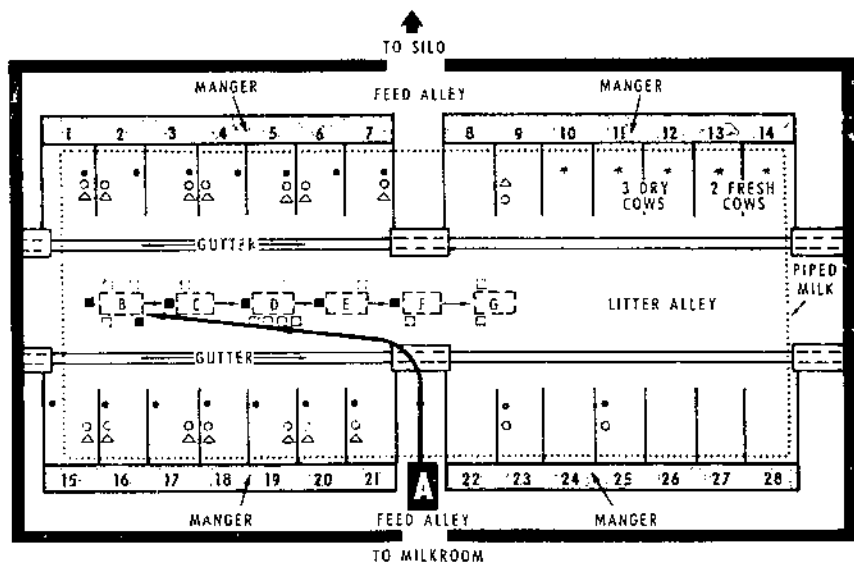 TO SILO
MANGER
FEED ALLEY
MANGER
1 2 3 4 5 6 7 8 9 10 11 12 13 14
3 DRY COWS
2 FRESH COWS
GUTTER
PIPED MILK
B C D E F G
LITTER ALLEY
GUTTER
15 16 17 18 19 20 21 22 23 24 25 26 27 28
A
MANGER
FEED ALLEY
MANGER
TO MILKROOM